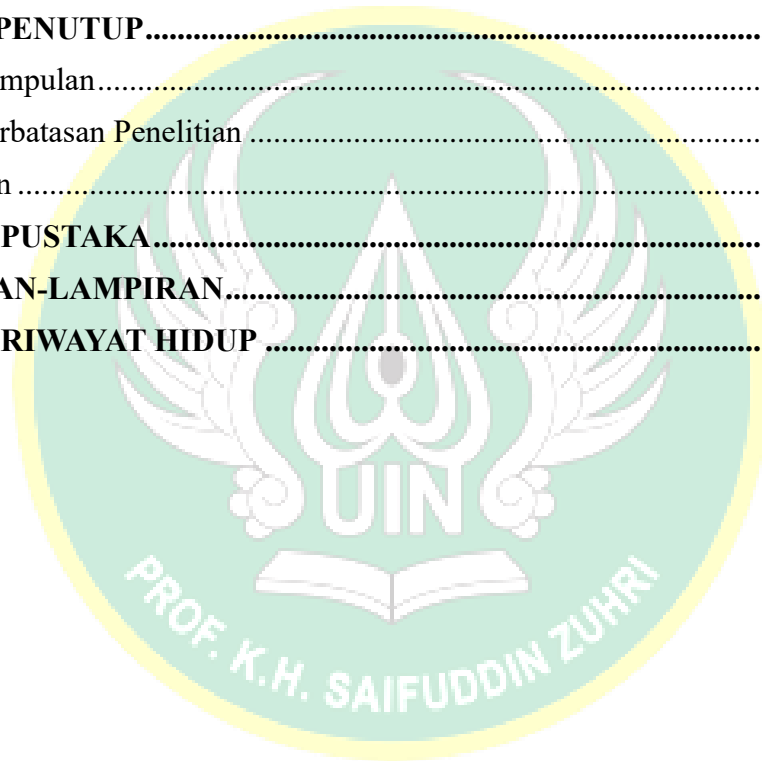 PENUTUP
mpulan
rbatasan Penelitian
n
PUSTAKA
AN-LAMPIRAN
RIWAYAT HIDUP
UIN
PROF. K.H. SAIFUDDIN ZUHRI